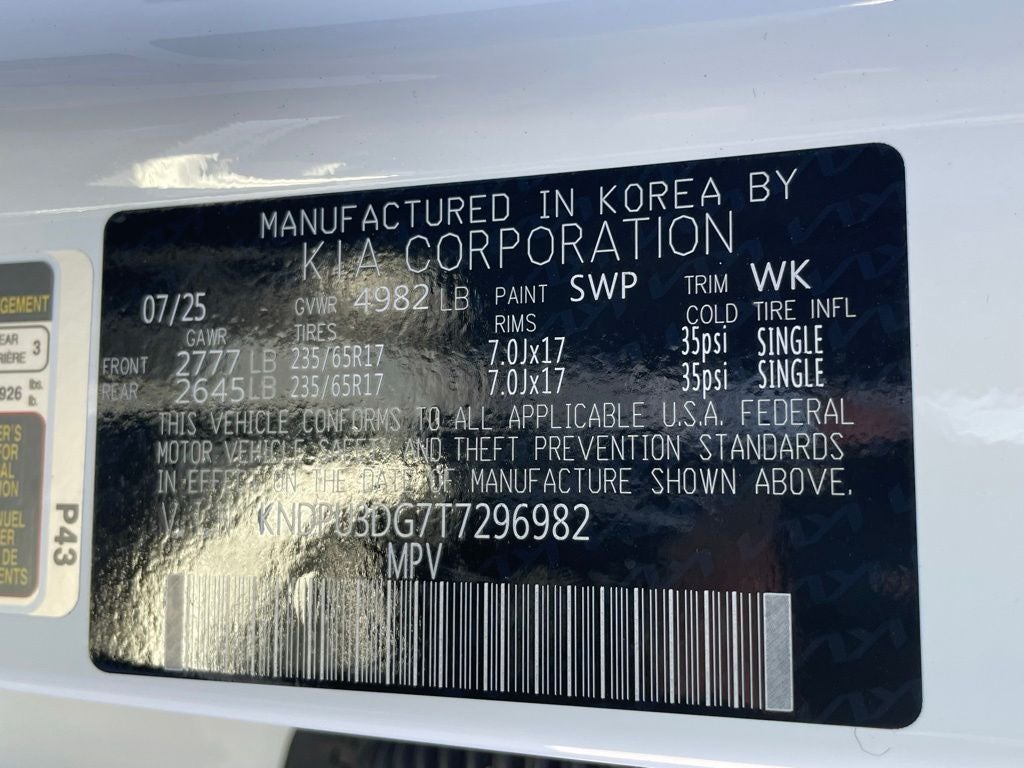 MANUFACTURED IN KOREA BY
KIA CORPORATION
07/25 GVWR 4982 LB PAINT SWP TRIM WK
GAWR TIRES RIMS COLD TIRE INFL
FRONT 2777 LB 235/65R17 7.0Jx17 35psi SINGLE
REAR 2645 LB 235/65R17 7.0Jx17 35psi SINGLE
THIS VEHICLE CONFORMS TO ALL APPLICABLE U.S.A. FEDERAL
MOTOR VEHICLE SAFETY AND THEFT PREVENTION STANDARDS
IN EFFECT ON THE DATE OF MANUFACTURE SHOWN ABOVE.
KNDPU3DG7T7296982
MPV
3
926 lbs.
P43